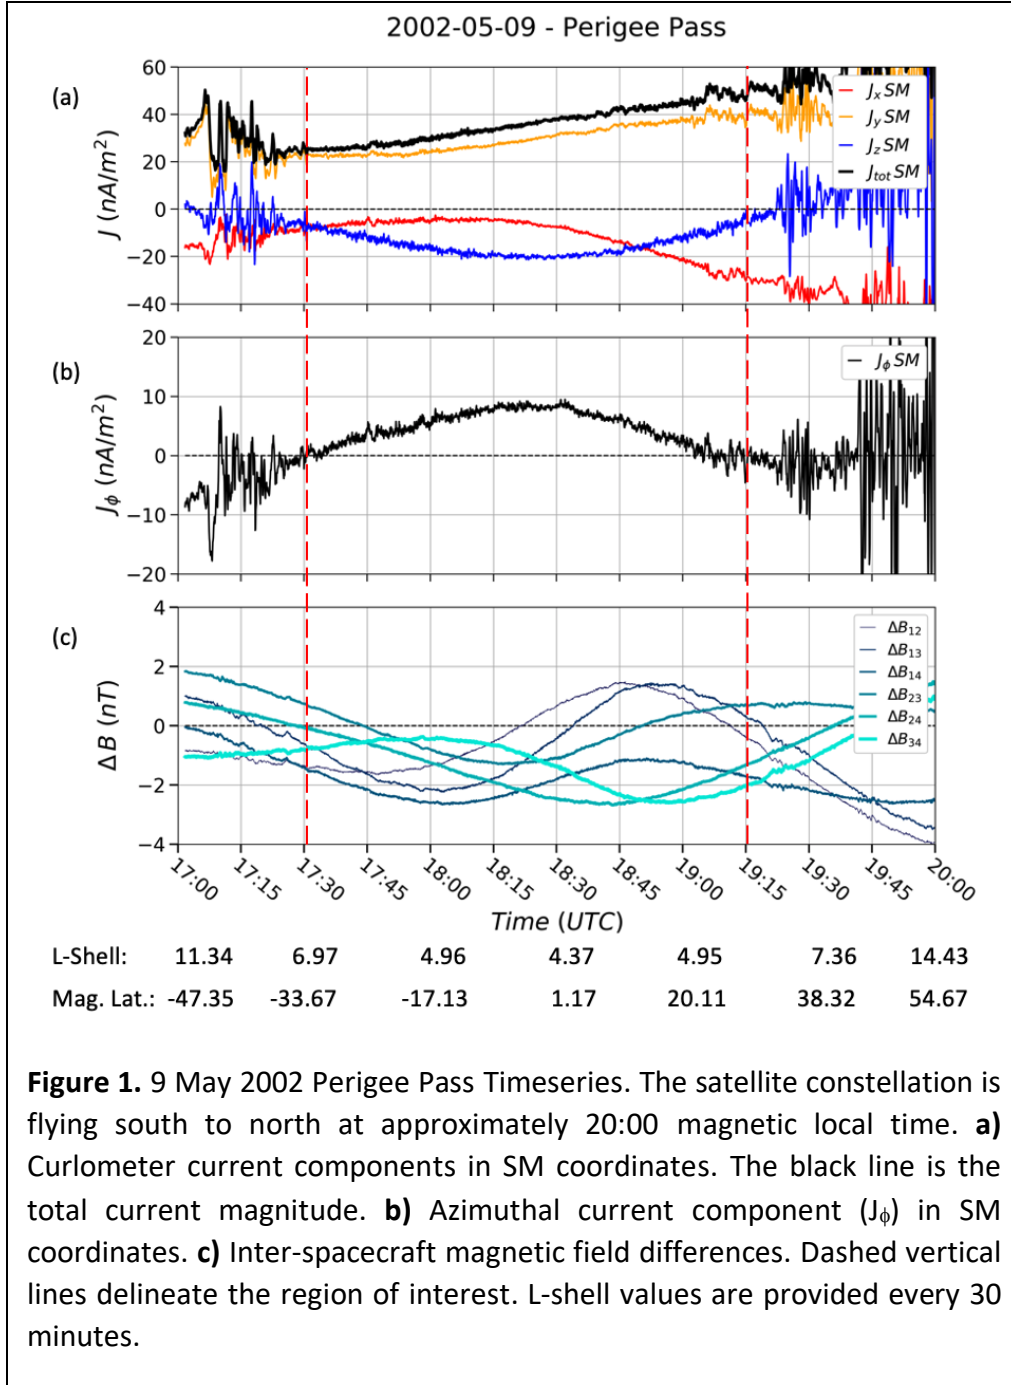 2002-05-09 - Perigee Pass
(a)
60
40
20
0
−20
−40
J (nA/m²)
Jx SM
Jy SM
Jz SM
Jtot SM
(b)
20
10
0
−10
−20
Jϕ (nA/m²)
Jϕ SM
(c)
4
2
0
−2
−4
ΔB (nT)
ΔB12
ΔB13
ΔB14
ΔB23
ΔB24
ΔB34
17:00 17:15 17:30 17:45 18:00 18:15 18:30 18:45 19:00 19:15 19:30 19:45 20:00
Time (UTC)
L-Shell: 11.34 6.97 4.96 4.37 4.95 7.36 14.43
Mag. Lat.: -47.35 -33.67 -17.13 1.17 20.11 38.32 54.67
Figure 1. 9 May 2002 Perigee Pass Timeseries. The satellite constellation is
flying south to north at approximately 20:00 magnetic local time. a)
Curlometer current components in SM coordinates. The black line is the
total current magnitude. b) Azimuthal current component (Jϕ) in SM
coordinates. c) Inter-spacecraft magnetic field differences. Dashed vertical
lines delineate the region of interest. L-shell values are provided every 30
minutes.